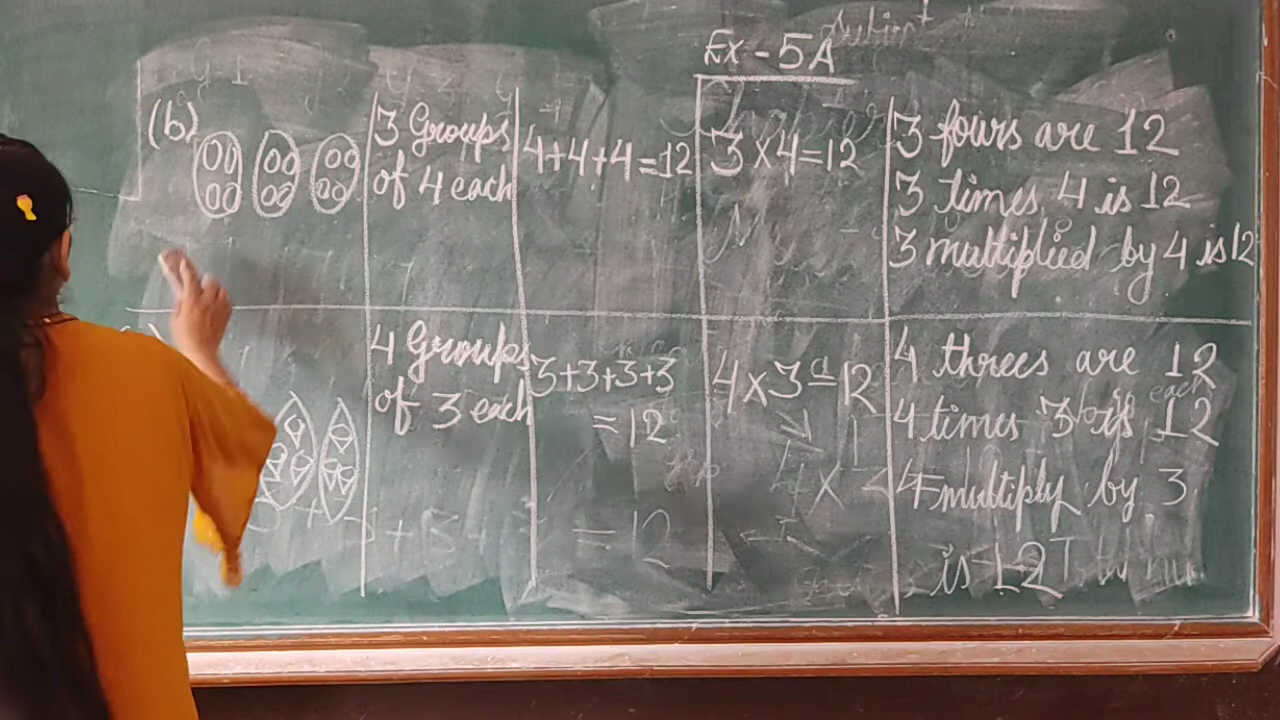 Ex - 5A
(b)
3 Groups
of 4 each
4+4+4=12
3×4=12
3 fours are 12
3 times 4 is 12
3 multiplied by 4 is 12
4 Groups
of 3 each
3+3+3+3
=12
4×3=12
4 threes are 12
4 times 3 is 12
4 multiply by 3
is 12
= 12